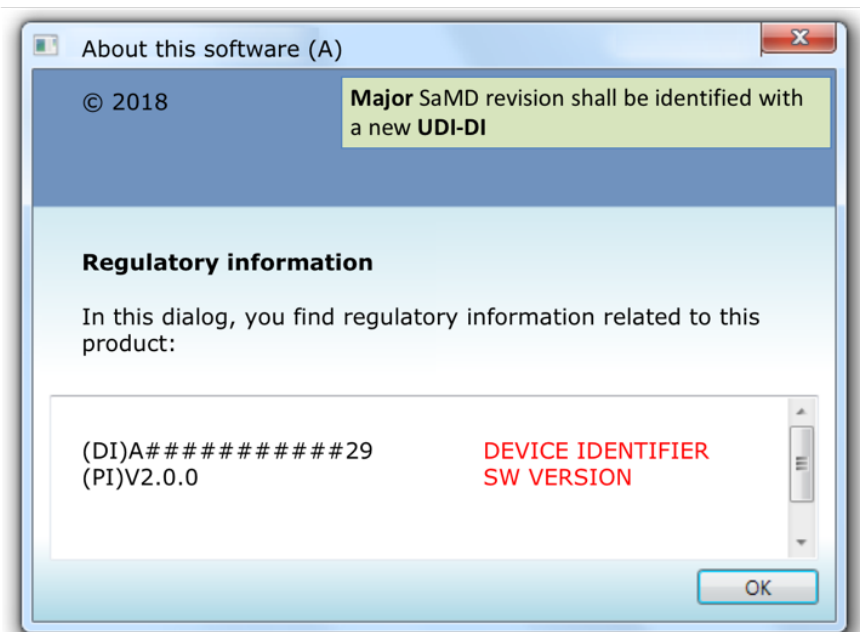 About this software (A)
© 2018
Major SaMD revision shall be identified with
a new UDI-DI
Regulatory information
In this dialog, you find regulatory information related to this
product:
(DI)A###########29 DEVICE IDENTIFIER
(PI)V2.0.0 SW VERSION
OK